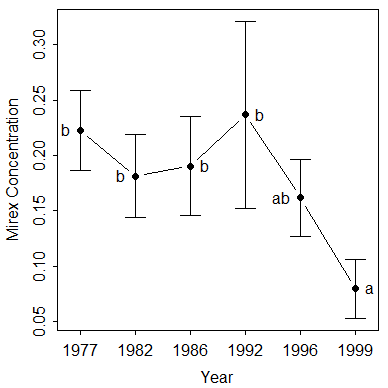 Mirex Concentration
0.30
0.25
0.20
0.15
0.10
0.05
b
b
b
b
ab
a
1977 1982 1986 1992 1996 1999
Year